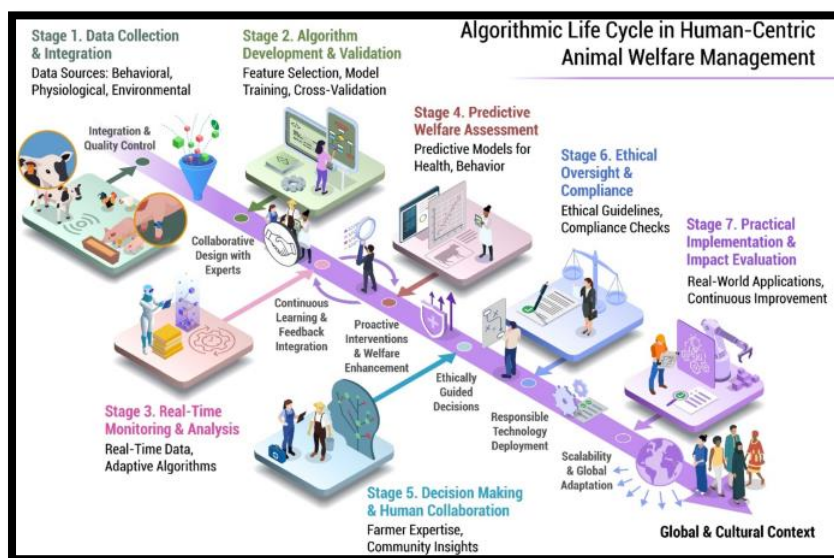 Algorithmic Life Cycle in Human-Centric
Animal Welfare Management
Stage 1. Data Collection
& Integration
Data Sources: Behavioral,
Physiological, Environmental
Integration &
Quality Control
Stage 2. Algorithm
Development & Validation
Feature Selection, Model
Training, Cross-Validation
Collaborative
Design with
Experts
Stage 3. Real-Time
Monitoring & Analysis
Real-Time Data,
Adaptive Algorithms
Continuous
Learning &
Feedback
Integration
Stage 4. Predictive
Welfare Assessment
Predictive Models for
Health, Behavior
Proactive
Interventions
& Welfare
Enhancement
Stage 5. Decision Making
& Human Collaboration
Farmer Expertise,
Community Insights
Ethically
Guided
Decisions
Stage 6. Ethical
Oversight &
Compliance
Ethical Guidelines,
Compliance Checks
Responsible
Technology
Deployment
Stage 7. Practical
Implementation &
Impact Evaluation
Real-World Applications,
Continuous Improvement
Scalability
& Global
Adaptation
Global & Cultural Context